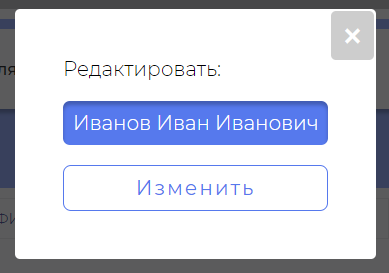 Редактировать:
Иванов Иван Иванович
Изменить